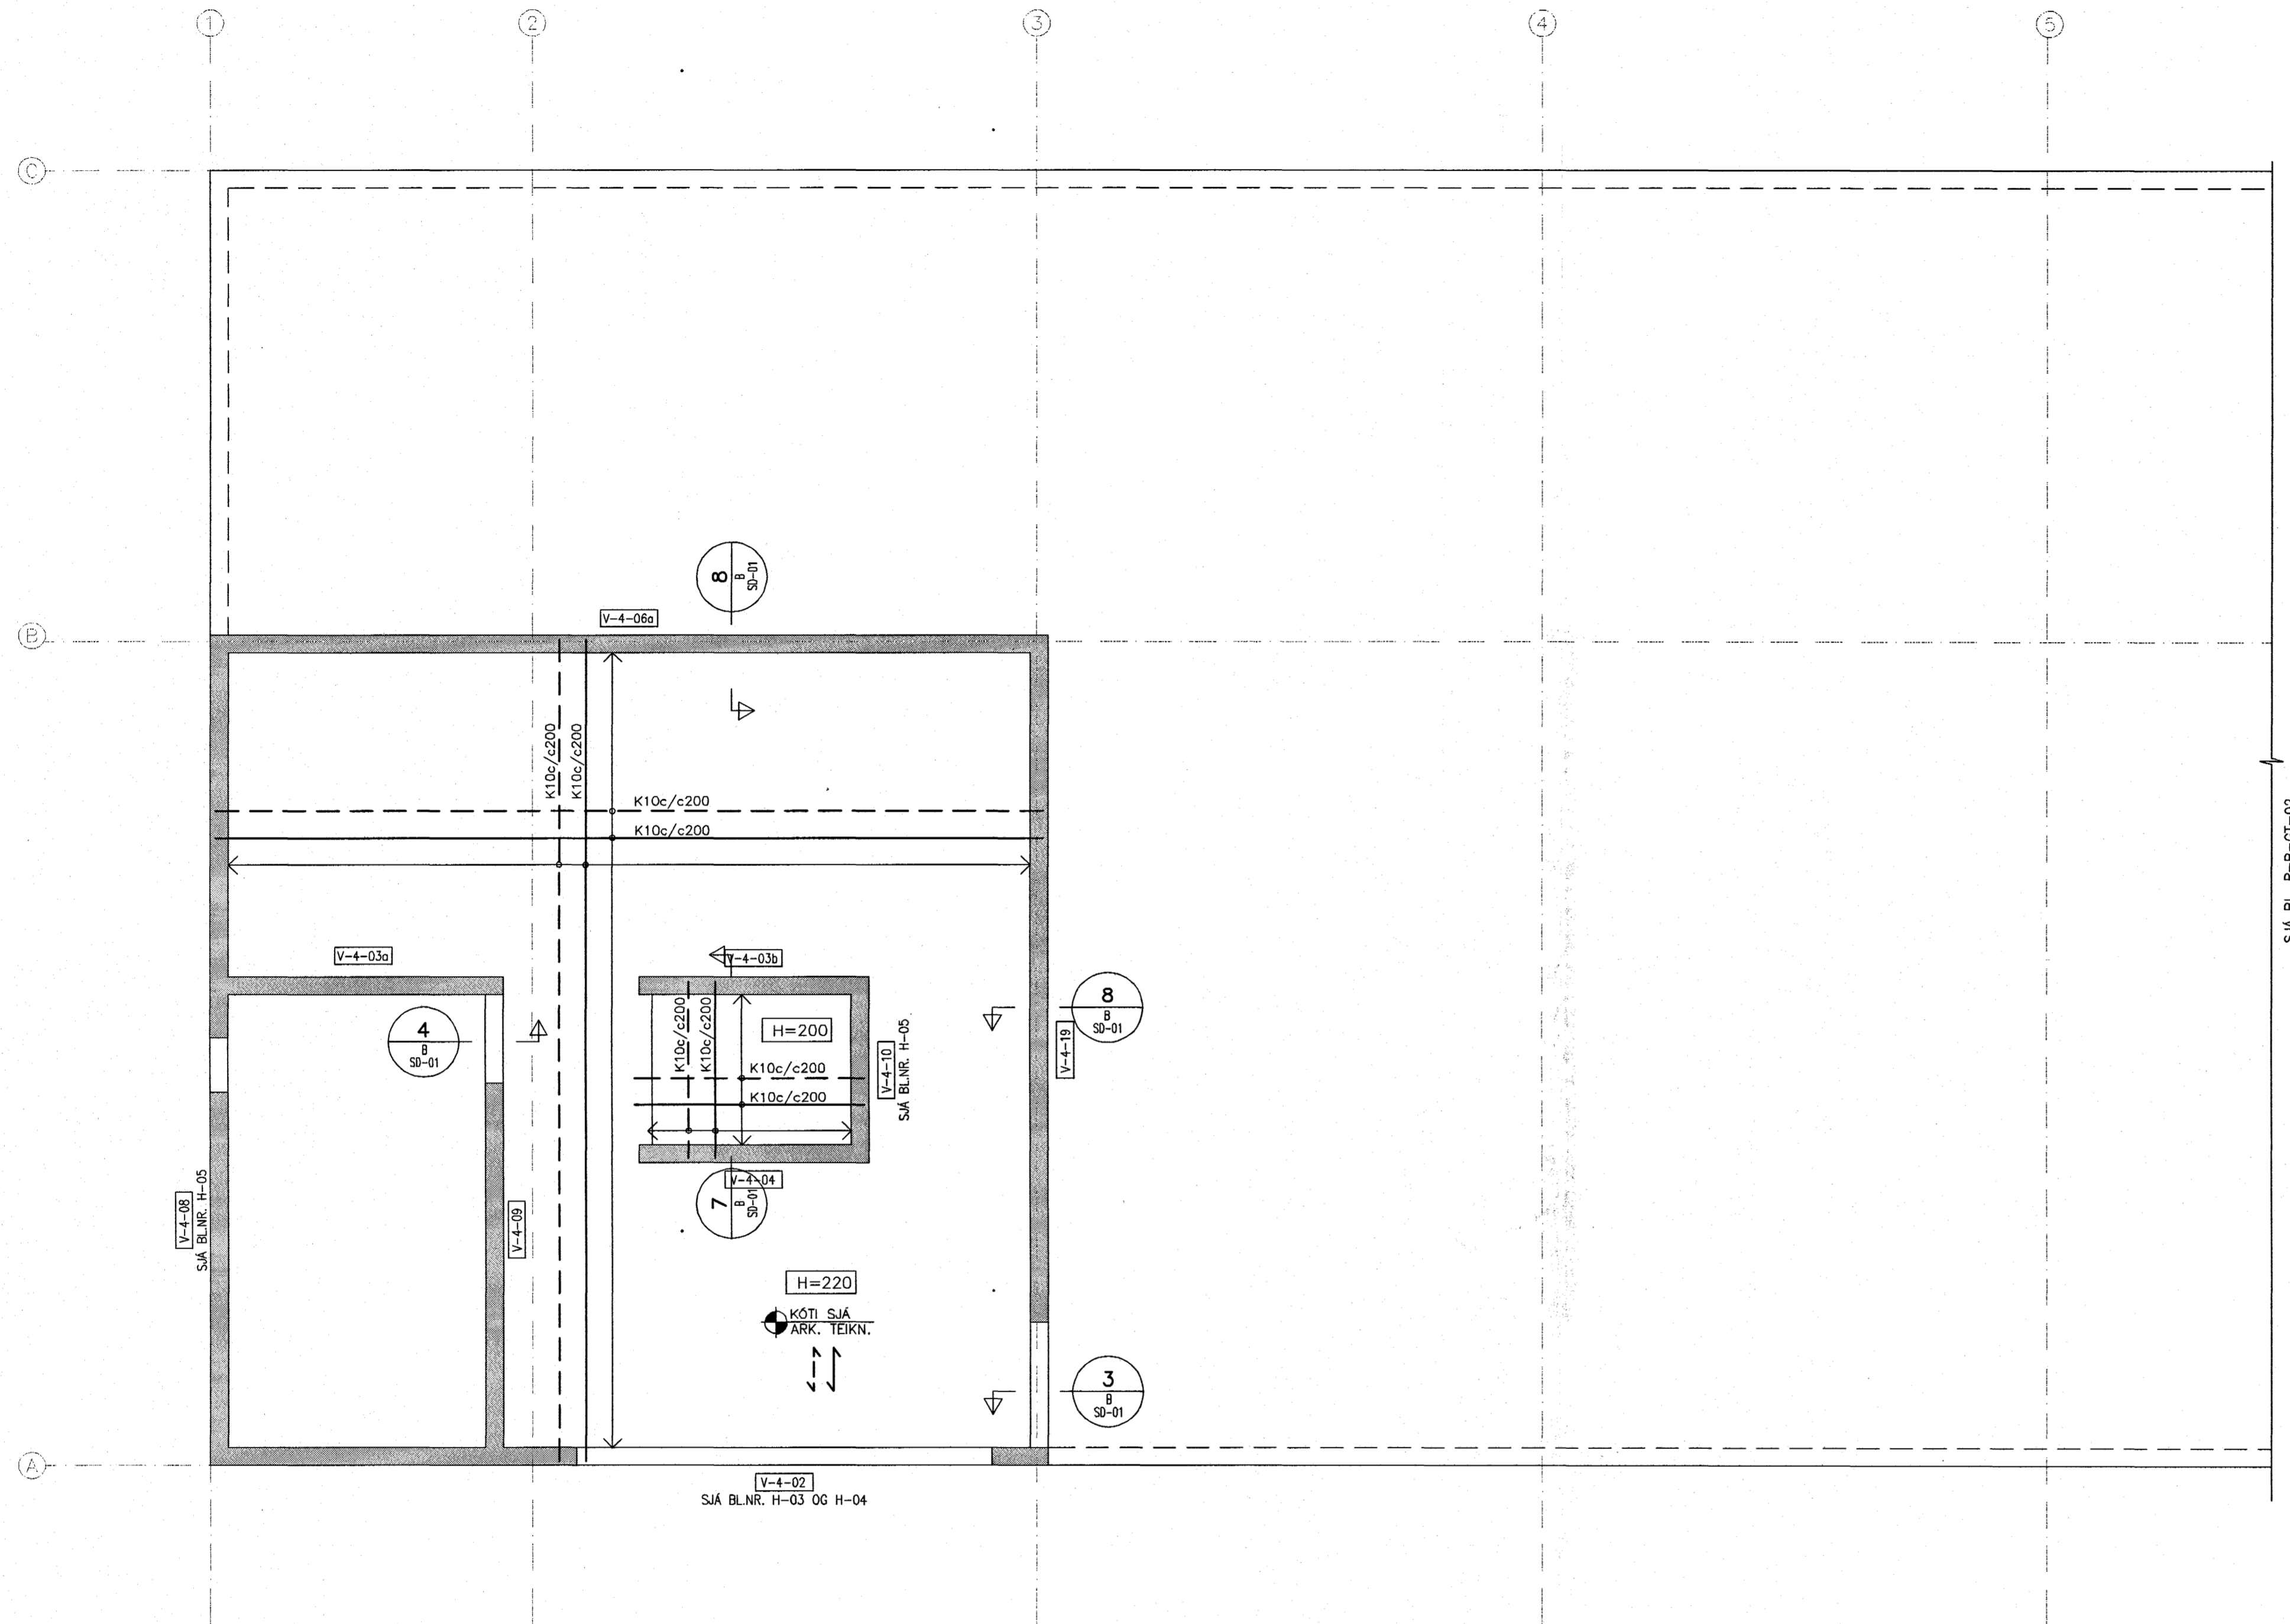 1
2
3
4
5
C
8
B
SD-01
V-4-06a
B
K10c/c200
K10c/c200
K10c/c200
K10c/c200
V-4-03a
V-4-03b
4
B
SD-01
K10c/c200
K10c/c200
H=200
K10c/c200
K10c/c200
V-4-10
SJÁ BL.NR. H-05
8
B
SD-01
V-4-19
V-4-08
SJÁ BL.NR. H-05
V-4-09
V-4-04
7
B
SD-01
H=220
KÓTI SJÁ
ARK. TEIKN.
3
B
SD-01
A
V-4-02
SJÁ BL.NR. H-03 OG H-04